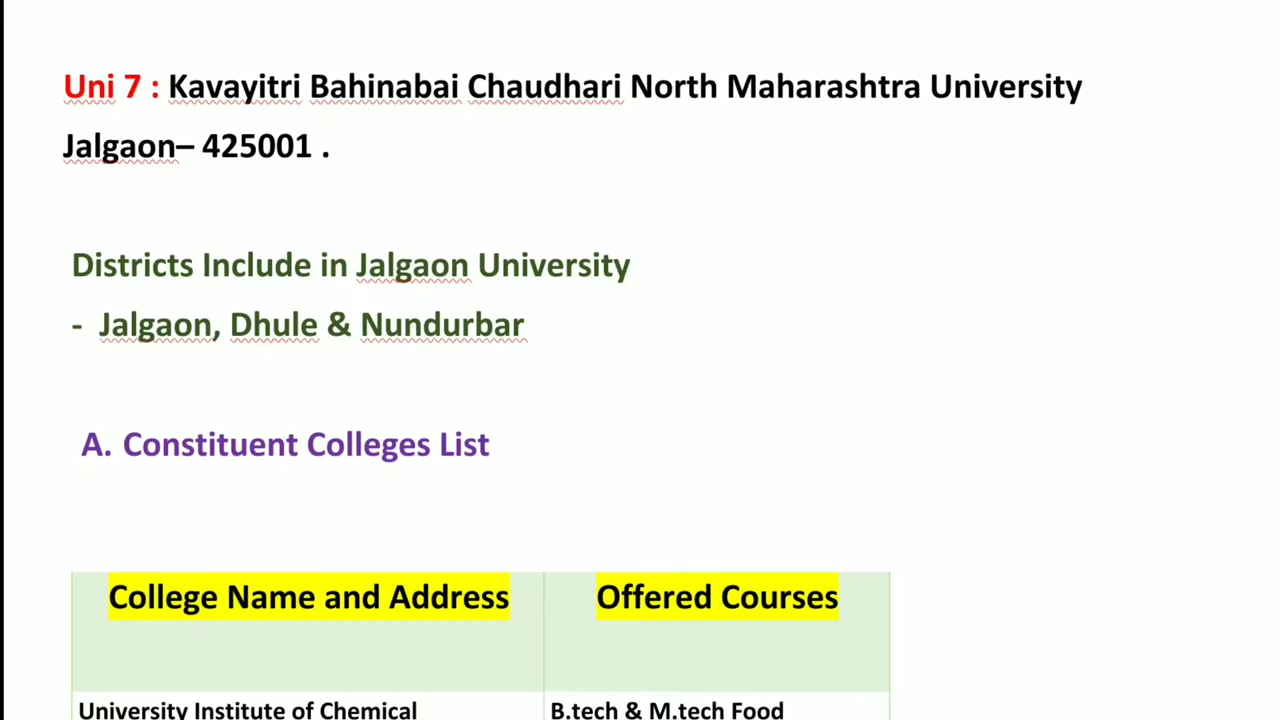 Uni 7 : Kavayitri Bahinabai Chaudhari North Maharashtra University
Jalgaon– 425001 .
Districts Include in Jalgaon University
- Jalgaon, Dhule & Nundurbar
A. Constituent Colleges List
College Name and Address
Offered Courses
University Institute of Chemical
B.tech & M.tech Food